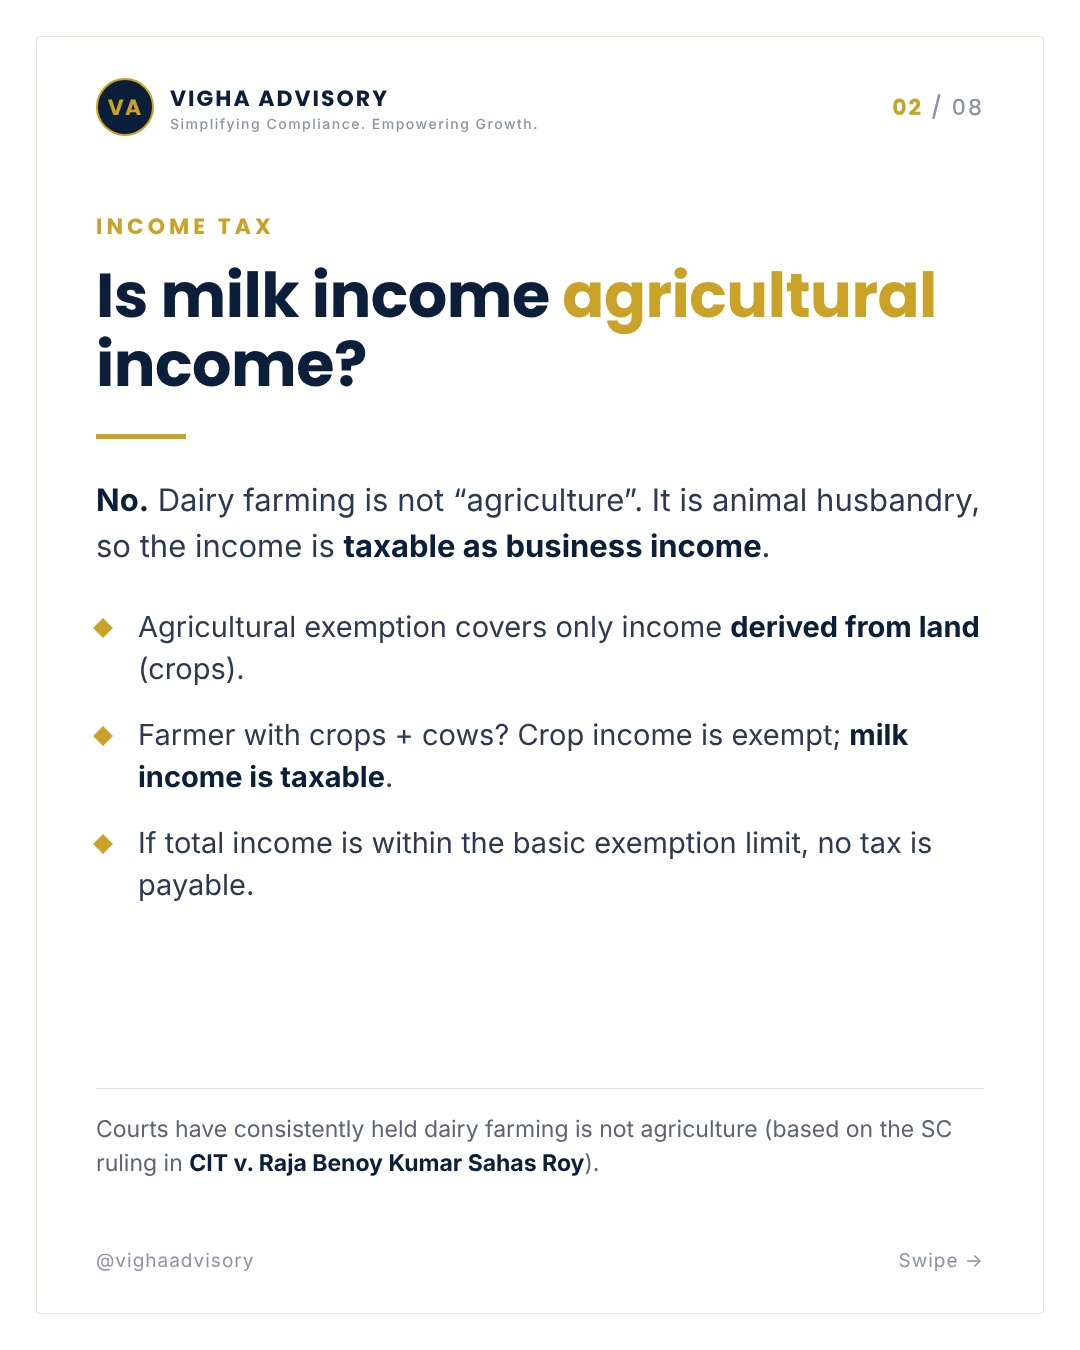 VA
VIGHA ADVISORY
Simplifying Compliance. Empowering Growth.
02 / 08
INCOME TAX
Is milk income agricultural
income?
No. Dairy farming is not “agriculture”. It is animal husbandry,
so the income is taxable as business income.
Agricultural exemption covers only income derived from land
(crops).
Farmer with crops + cows? Crop income is exempt; milk
income is taxable.
If total income is within the basic exemption limit, no tax is
payable.
Courts have consistently held dairy farming is not agriculture (based on the SC
ruling in CIT v. Raja Benoy Kumar Sahas Roy).
@vighaadvisory
Swipe →